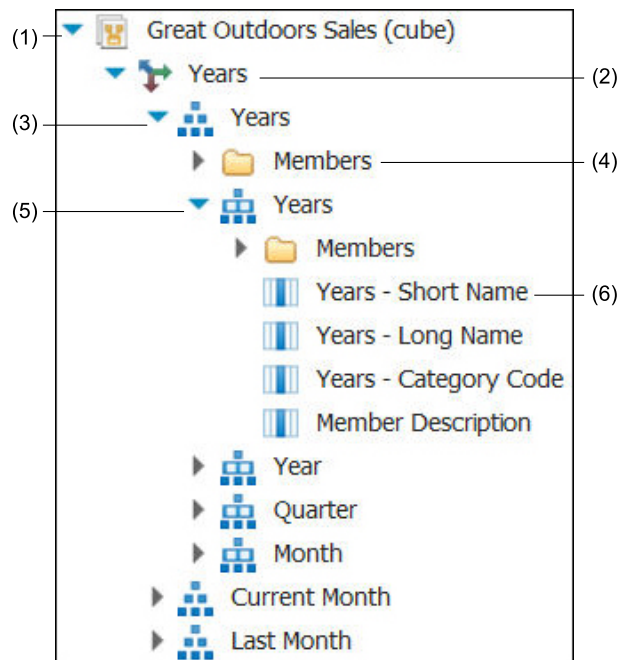 (1) Great Outdoors Sales (cube)
Years (2)
(3) Years
Members (4)
(5) Years
Members
Years - Short Name (6)
Years - Long Name
Years - Category Code
Member Description
Year
Quarter
Month
Current Month
Last Month